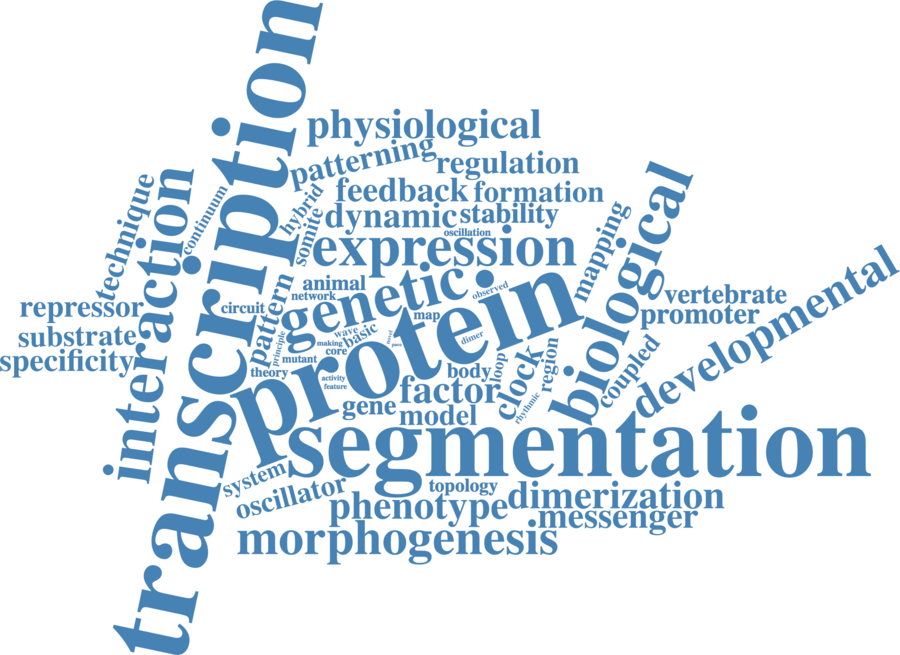 transcription
physiological
patterning
regulation
feedback
formation
hybrid
dynamic
stability
somite
oscillation
expression
technique
continuum
interaction
mapping
biological
animal
genetic
observed
network
repressor
circuit
pattern
map
vertebrate
promoter
developmental
substrate
wave
basic
protein
principle
making
core
dimer
specificity
mutant
theory
body
loop
clock
region
coupled
activity
feature
factor
rhythmic
gene
model
segmentation
system
oscillator
topology
dimerization
phenotype
messenger
morphogenesis